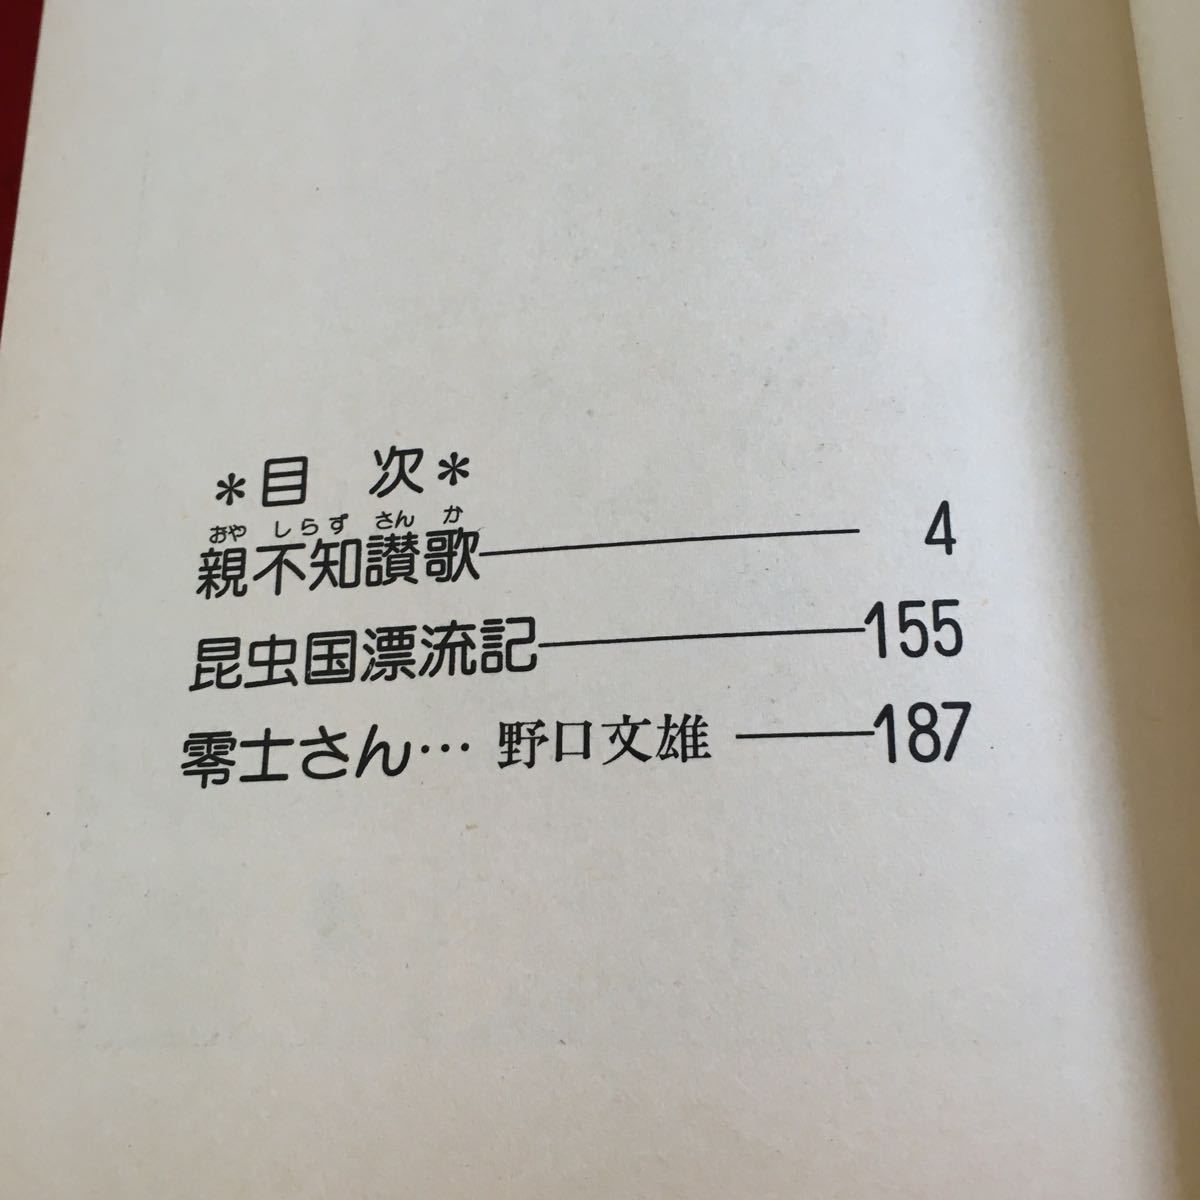 ＊目　次＊
おや しらず さん か
親不知讃歌――― 4
昆虫国漂流記―――155
零士さん… 野口文雄 ―――187